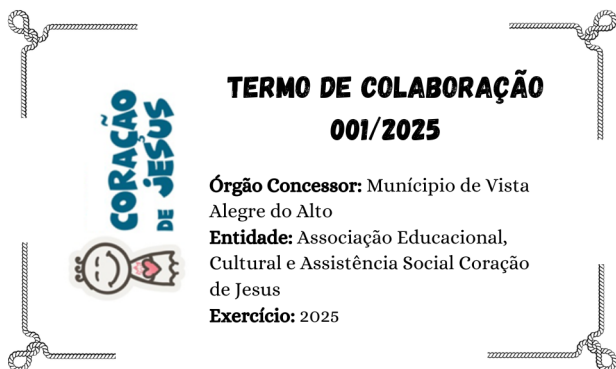 CORAÇÃO
DE JESUS
TERMO DE COLABORAÇÃO
001/2025
Órgão Concessor: Munícipio de Vista
Alegre do Alto
Entidade: Associação Educacional,
Cultural e Assistência Social Coração
de Jesus
Exercício: 2025